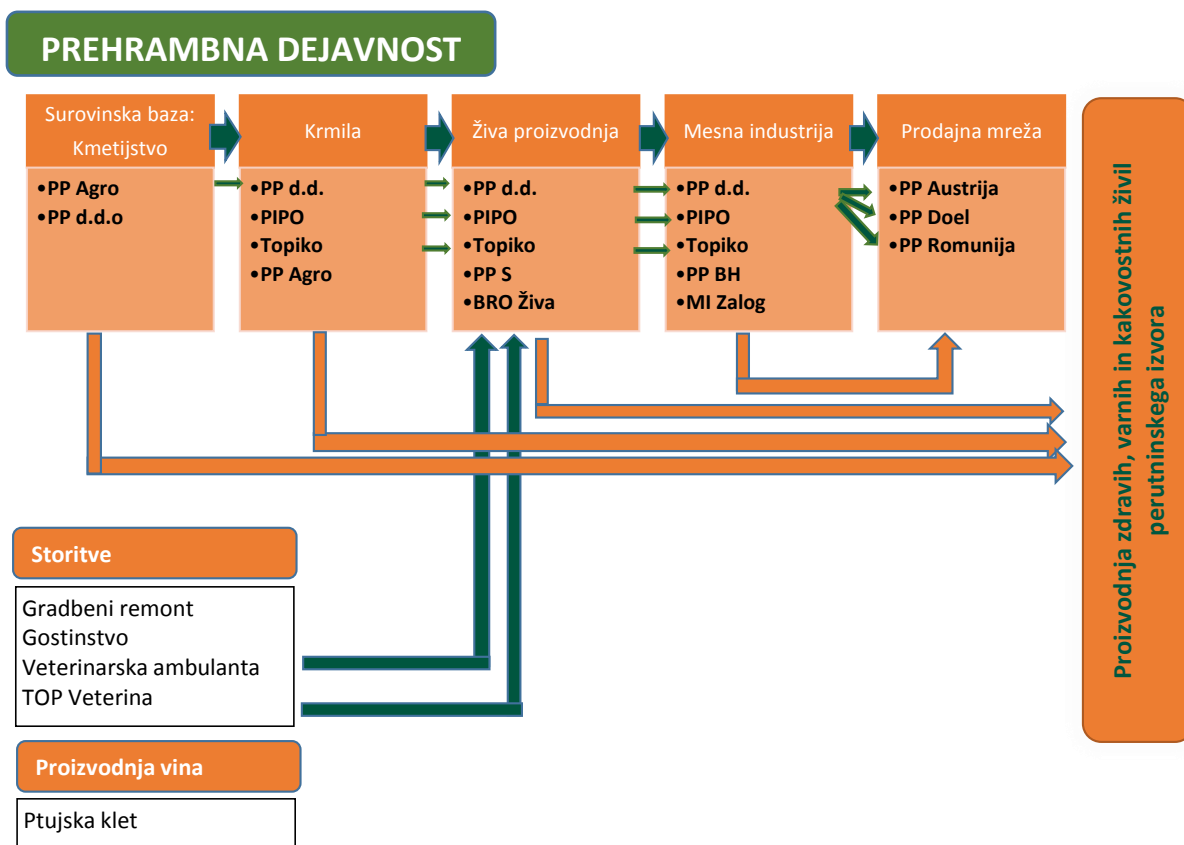 PREHRAMBNA DEJAVNOST
Surovinska baza:
Kmetijstvo
•PP Agro
•PP d.d.o
Krmila
•PP d.d.
•PIPO
•Topiko
•PP Agro
Živa proizvodnja
•PP d.d.
•PIPO
•Topiko
•PP S
•BRO Živa
Mesna industrija
•PP d.d.
•PIPO
•Topiko
•PP BH
•MI Zalog
Prodajna mreža
•PP Austrija
•PP Doel
•PP Romunija
Proizvodnja zdravih, varnih in kakovostnih živil
perutninskega izvora
Storitve
Gradbeni remont
Gostinstvo
Veterinarska ambulanta
TOP Veterina
Proizvodnja vina
Ptujska klet